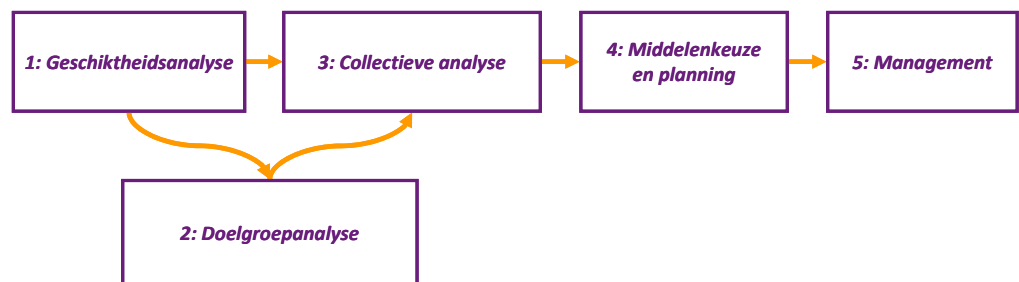 1: Geschiktheidsanalyse
3: Collectieve analyse
4: Middelenkeuze
en planning
5: Management
2: Doelgroepanalyse